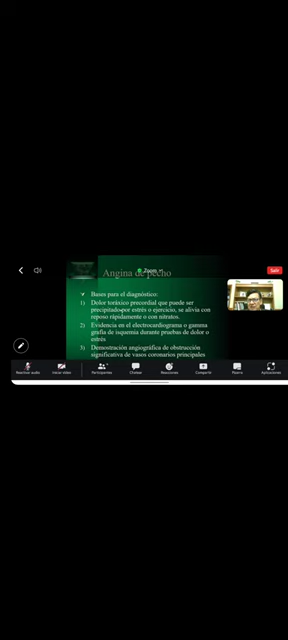 Angina de pecho
Zoom
Salir
Bases para el diagnóstico:
1) Dolor toráxico precordial que puede ser
precipitado por estrés o ejercicio, se alivia con
reposo rápidamente o con nitratos.
2) Evidencia en el electrocardiograma o gamma
grafía de isquemia durante pruebas de dolor o
estrés
3) Demostración angiográfica de obstrucción
significativa de vasos coronarios principales
Reactivar audio
Iniciar video
Participantes
Chatear
Reacciones
Compartir
Pizarra
Aplicaciones